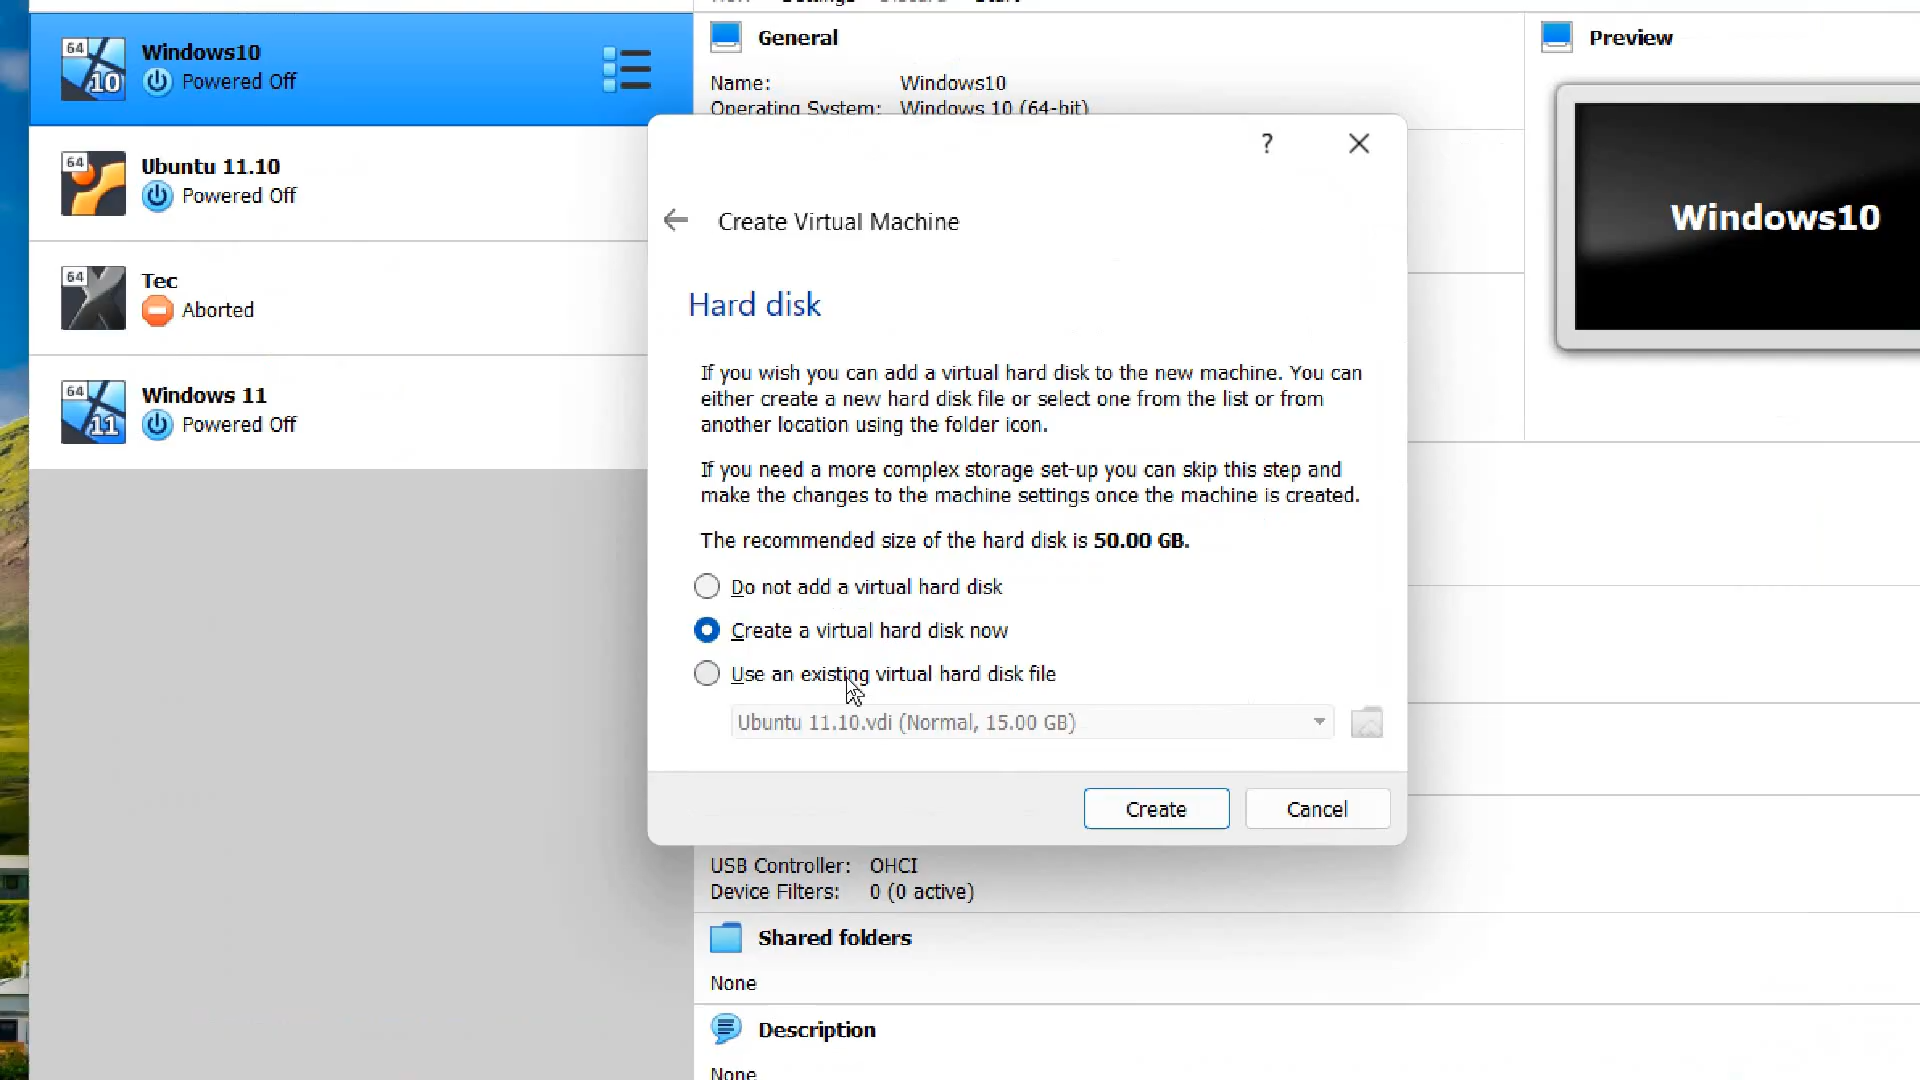 Windows10
Powered Off
Ubuntu 11.10
Powered Off
Tec
Aborted
Windows 11
Powered Off
64
10
64
64
64
11
General
Name: Windows10
Operating System: Windows 10 (64-bit)
Preview
Windows10
?
Create Virtual Machine
Hard disk
If you wish you can add a virtual hard disk to the new machine. You can
either create a new hard disk file or select one from the list or from
another location using the folder icon.
If you need a more complex storage set-up you can skip this step and
make the changes to the machine settings once the machine is created.
The recommended size of the hard disk is 50.00 GB.
Do not add a virtual hard disk
Create a virtual hard disk now
Use an existing virtual hard disk file
Ubuntu 11.10.vdi (Normal, 15.00 GB)
Create Cancel
USB Controller: OHCI
Device Filters: 0 (0 active)
Shared folders
None
Description
None